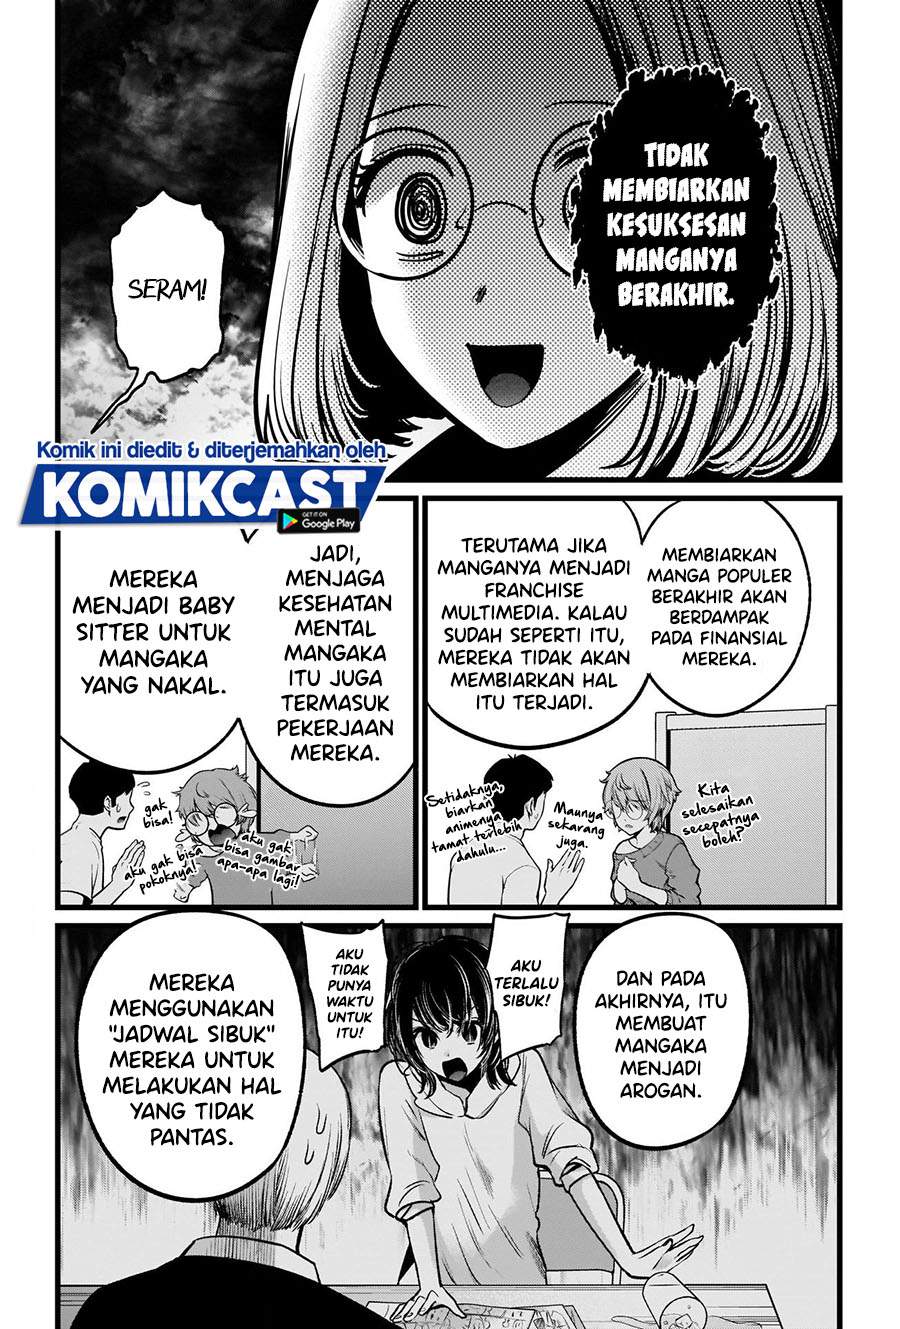 TIDAK
MEMBIARKAN
KESUKSESAN
MANGANYA
BERAKHIR.
SERAM!
Komik ini diedit & diterjemahkan oleh
KOMIKCAST
GET IT ON
Google Play
MEMBIARKAN
MANGA POPULER
BERAKHIR AKAN
BERDAMPAK
PADA FINANSIAL
MEREKA.
TERUTAMA JIKA
MANGANYA MENJADI
FRANCHISE
MULTIMEDIA. KALAU
SUDAH SEPERTI ITU,
MEREKA TIDAK AKAN
MEMBIARKAN HAL
ITU TERJADI.
Kita
selesaikan
secepatnya
boleh?
Maunya
sekarang
juga.
Setidaknya,
biarkan
animenya
tamat terlebih
dahulu...
JADI,
MENJAGA
KESEHATAN
MENTAL
MANGAKA
ITU JUGA
TERMASUK
PEKERJAAN
MEREKA.
MEREKA
MENJADI BABY
SITTER UNTUK
MANGAKA
YANG NAKAL.
aku gak
bisa gambar
apa-apa lagi!
gak
bisa!
aku gak bisa
pokoknya!
DAN PADA
AKHIRNYA, ITU
MEMBUAT
MANGAKA
MENJADI
AROGAN.
AKU
TERLALU
SIBUK!
AKU
TIDAK
PUNYA
WAKTU
UNTUK
ITU!
MEREKA
MENGGUNAKAN
"JADWAL SIBUK"
MEREKA UNTUK
MELAKUKAN HAL
YANG TIDAK
PANTAS.